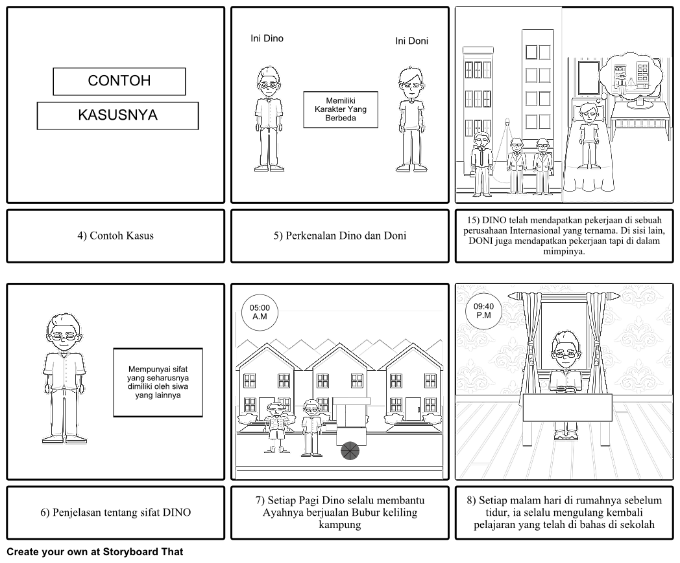 CONTOH
KASUSNYA
Ini Dino
Ini Doni
Memiliki
Karakter Yang
Berbeda
4) Contoh Kasus
5) Perkenalan Dino dan Doni
15) DINO telah mendapatkan pekerjaan di sebuah
perusahaan Internasional yang ternama. Di sisi lain,
DONI juga mendapatkan pekerjaan tapi di dalam
mimpinya.
Mempunyai sifat
yang seharusnya
dimiliki oleh siwa
yang lainnya
05:00
A.M
09:40
P.M
6) Penjelasan tentang sifat DINO
7) Setiap Pagi Dino selalu membantu
Ayahnya berjualan Bubur keliling
kampung
8) Setiap malam hari di rumahnya sebelum
tidur, ia selalu mengulang kembali
pelajaran yang telah di bahas di sekolah
Create your own at Storyboard That